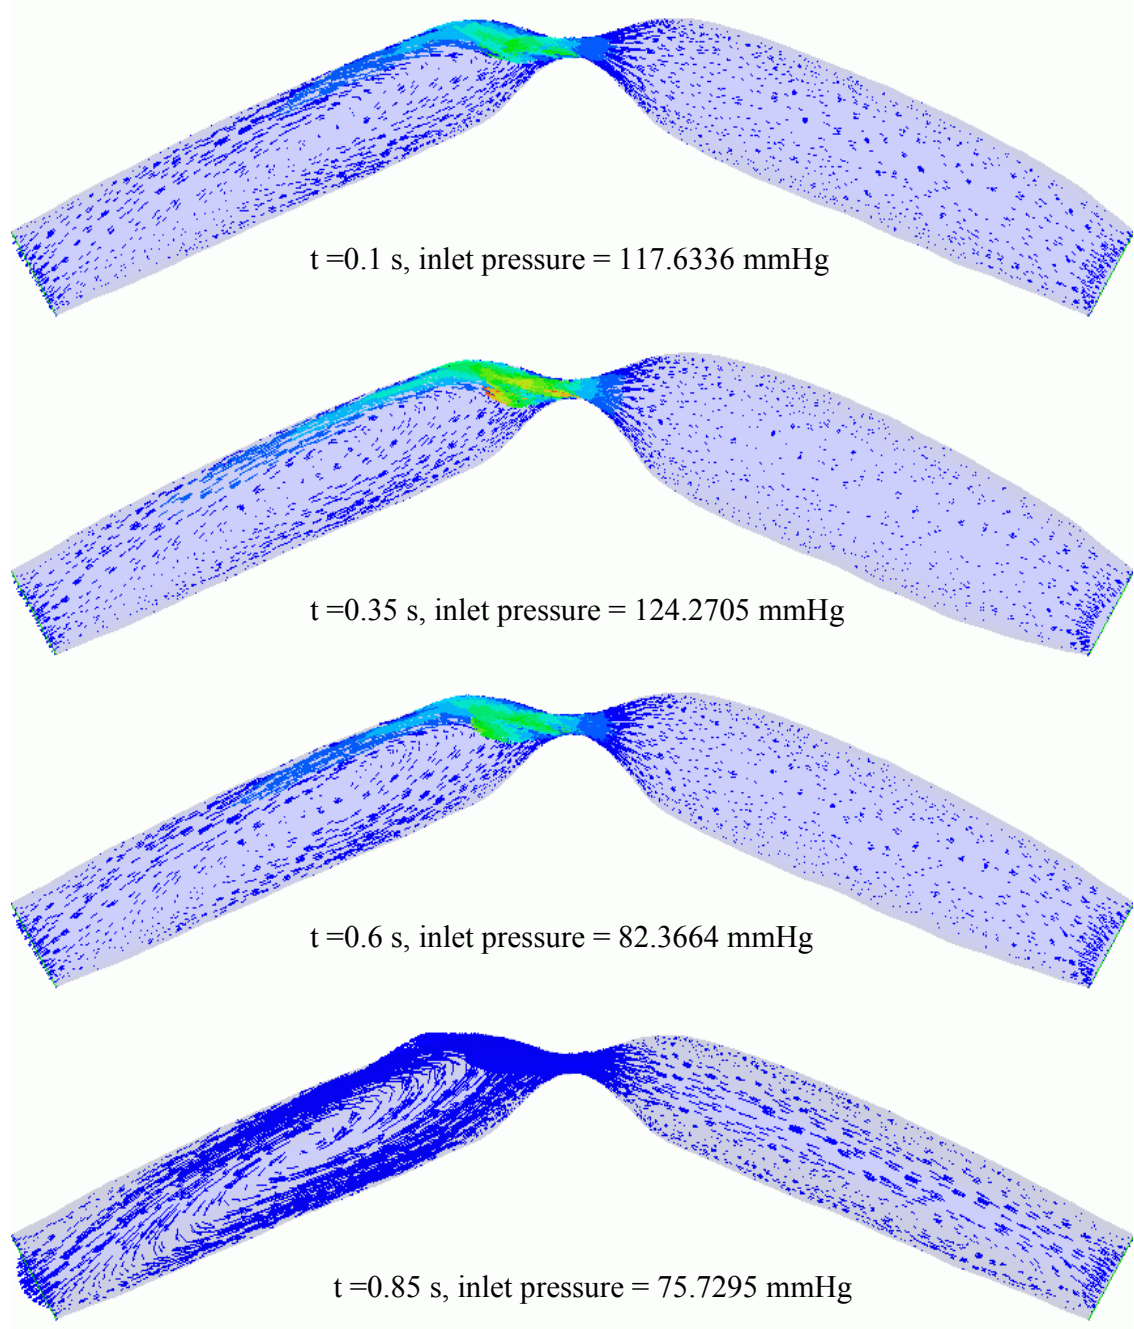 t =0.1 s, inlet pressure = 117.6336 mmHg
t =0.35 s, inlet pressure = 124.2705 mmHg
t =0.6 s, inlet pressure = 82.3664 mmHg
t =0.85 s, inlet pressure = 75.7295 mmHg